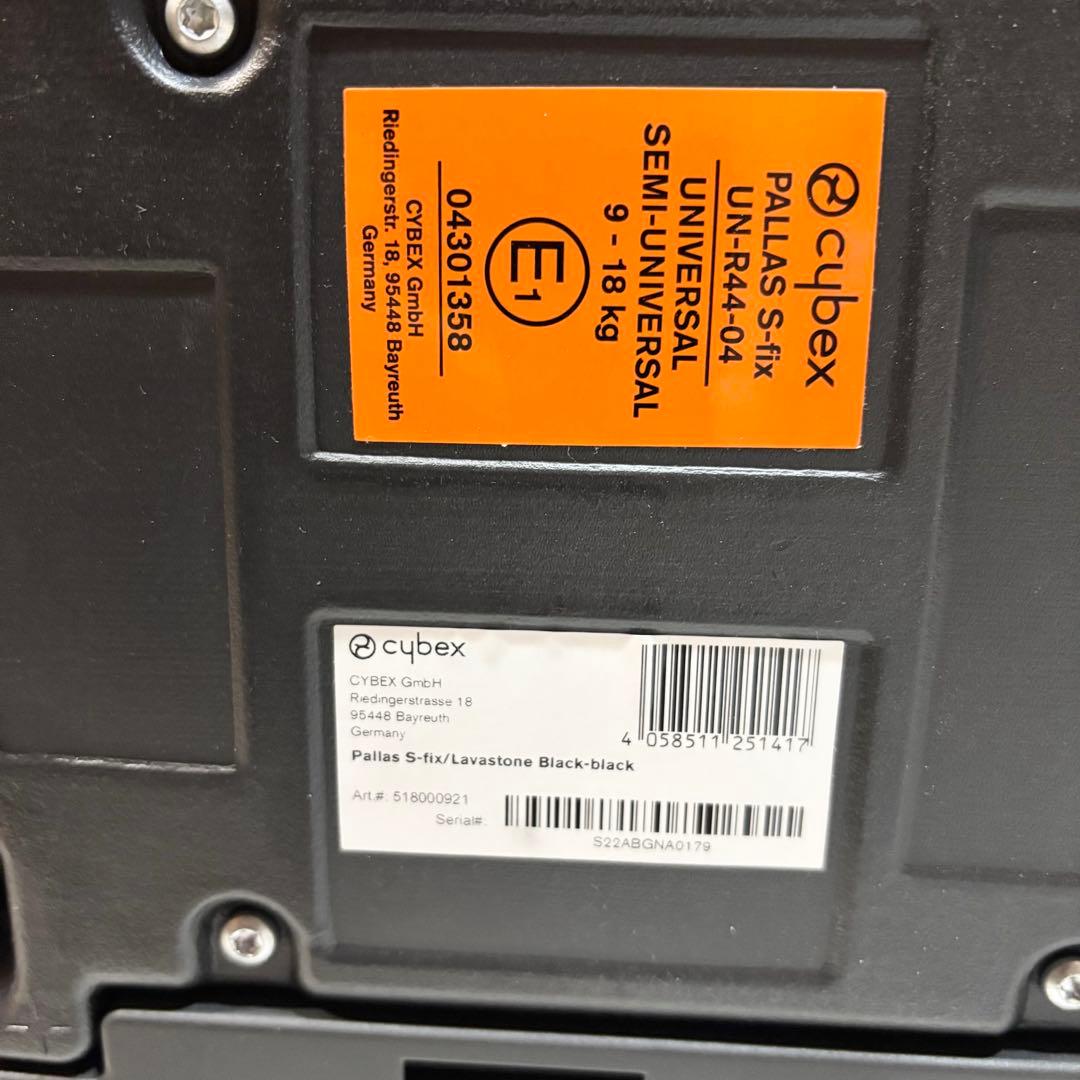 cybex
PALLAS S-fix
UN-R44-04
UNIVERSAL
SEMI-UNIVERSAL
9 - 18 kg
E1
04301358
CYBEX GmbH
Riedingerstr. 18, 95448 Bayreuth
Germany
cybex
CYBEX GmbH
Riedingerstrasse 18
95448 Bayreuth
Germany
4 058511 251417
Pallas S-fix/Lavastone Black-black
Art.#: 518000921
Serial#:
S22ABGNA0179